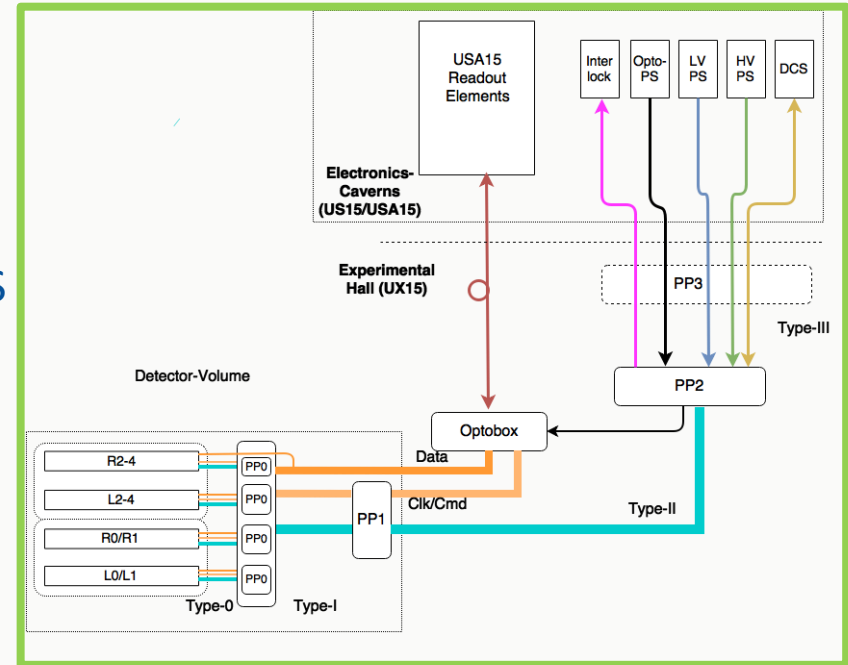 USA15
Readout
Elements
Inter
lock
Opto-
PS
LV
PS
HV
PS
DCS
Electronics-
Caverns
(US15/USA15)
Experimental
Hall (UX15)
PP3
Type-III
s
Detector-Volume
PP2
Optobox
Data
R2-4
PP0
L2-4
PP0
Clk/Cmd
PP1
Type-II
R0/R1
PP0
L0/L1
PP0
Type-0
Type-I